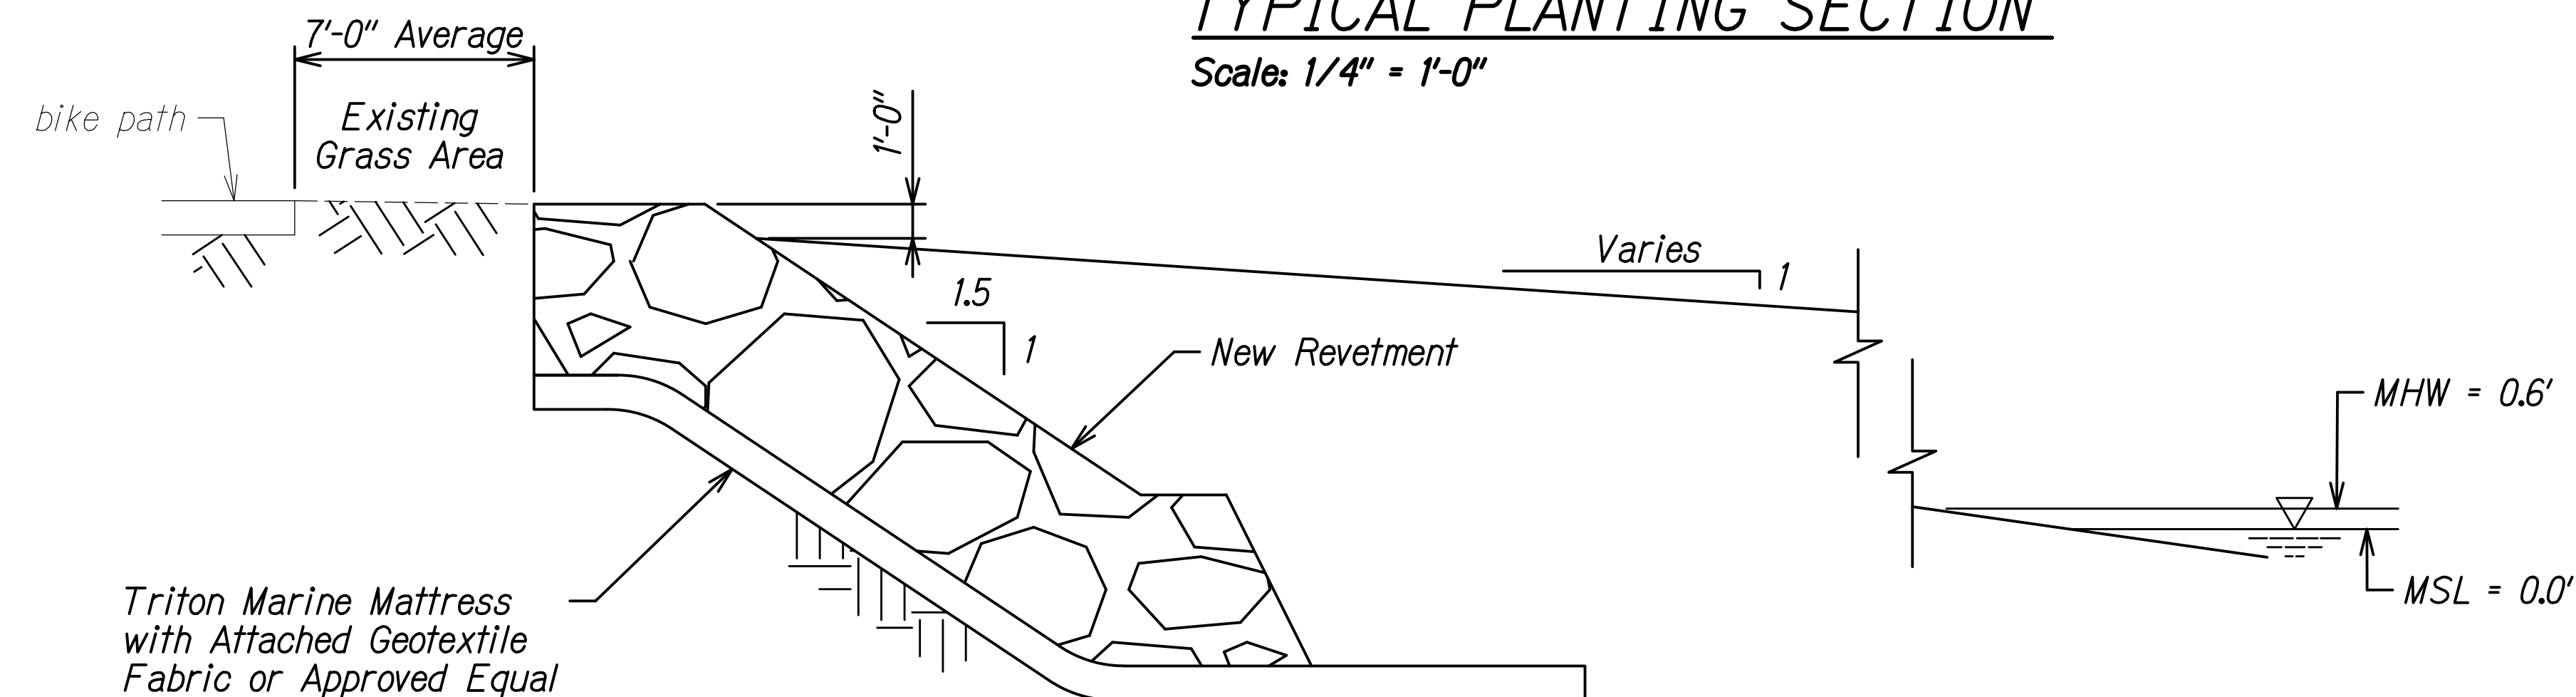 TYPICAL PLANTING SECTION
Scale: 1/4" = 1'-0"
7'-0" Average
bike path
Existing
Grass Area
1'-0"
Varies
1
1.5
1
New Revetment
MHW = 0.6'
MSL = 0.0'
Triton Marine Mattress
with Attached Geotextile
Fabric or Approved Equal